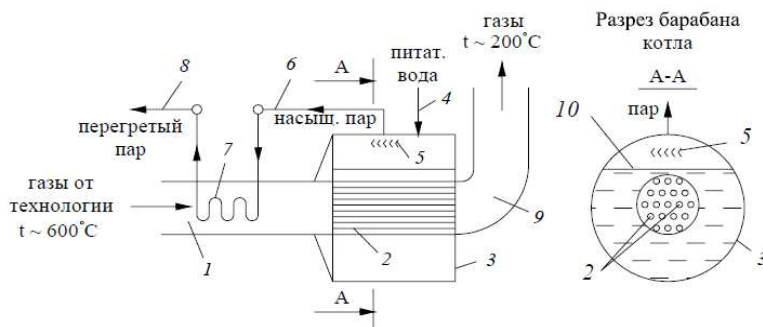 газы
t ~ 200°C
Разрез барабана
котла
А-А
пар
питат.
вода
А
8
6
4
перегретый
пар
насыщ. пар
5
10
5
7
газы от
технологии
t ~ 600°C
9
1
2
3
2
3
А